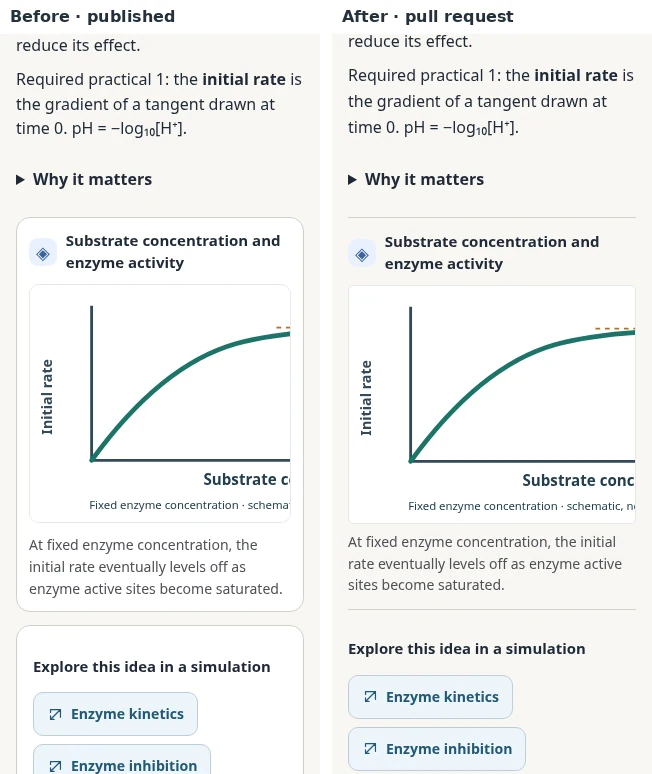 Before · published
reduce its effect.
Required practical 1: the initial rate is
the gradient of a tangent drawn at
time 0. pH = −log₁₀[H⁺].
Why it matters
Substrate concentration and
enzyme activity
Initial rate
Substrate c
Fixed enzyme concentration · schemat
At fixed enzyme concentration, the
initial rate eventually levels off as
enzyme active sites become saturated.
Explore this idea in a simulation
Enzyme kinetics
Enzyme inhibition
After · pull request
reduce its effect.
Required practical 1: the initial rate is
the gradient of a tangent drawn at
time 0. pH = −log₁₀[H⁺].
Why it matters
Substrate concentration and
enzyme activity
Initial rate
Substrate conc
Fixed enzyme concentration · schematic, no
At fixed enzyme concentration, the initial
rate eventually levels off as enzyme active
sites become saturated.
Explore this idea in a simulation
Enzyme kinetics
Enzyme inhibition